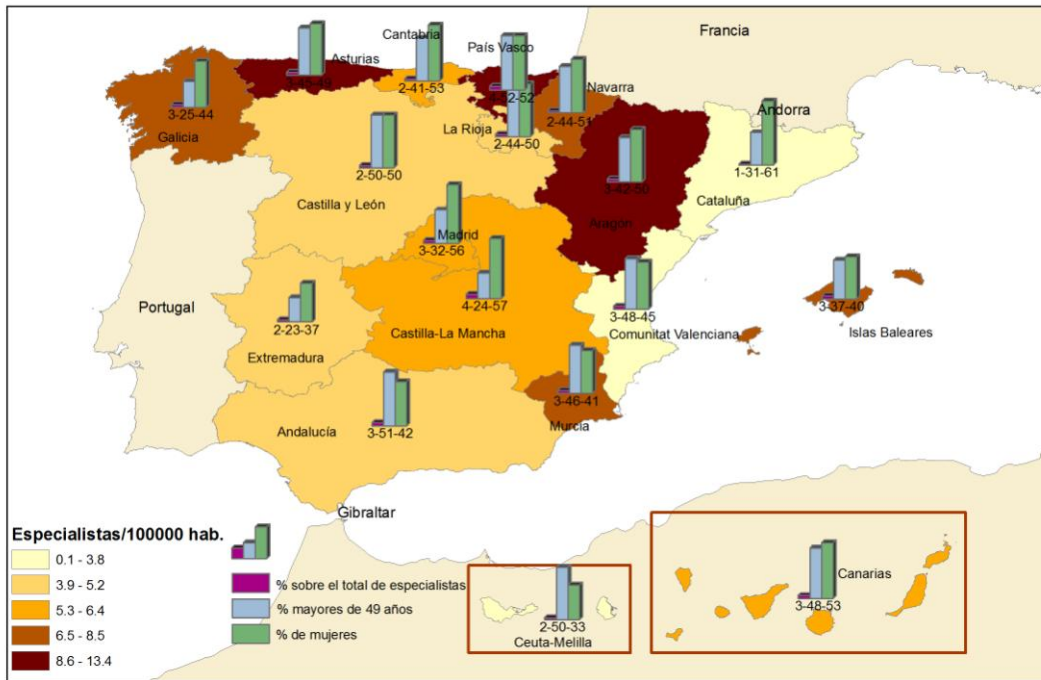 Francia
Cantabria
País Vasco
Asturias
2-41-53
Navarra
Andorra
3-25-44
La Rioja
2-44-51
Galicia
2-44-50
2-50-50
1-31-61
3-42-50
Castilla y León
Cataluña
Aragón
Madrid
3-32-56
Portugal
4-24-57
3-37-40
2-23-37
3-48-45
Castilla-La Mancha
Comunitat Valenciana
Islas Baleares
Extremadura
3-46-41
Andalucía
3-51-42
Murcia
Gibraltar
Especialistas/100000 hab.
0.1 - 3.8
3.9 - 5.2
5.3 - 6.4
6.5 - 8.5
8.6 - 13.4
% sobre el total de especialistas
% mayores de 49 años
% de mujeres
2-50-33
Ceuta-Melilla
Canarias
3-48-53